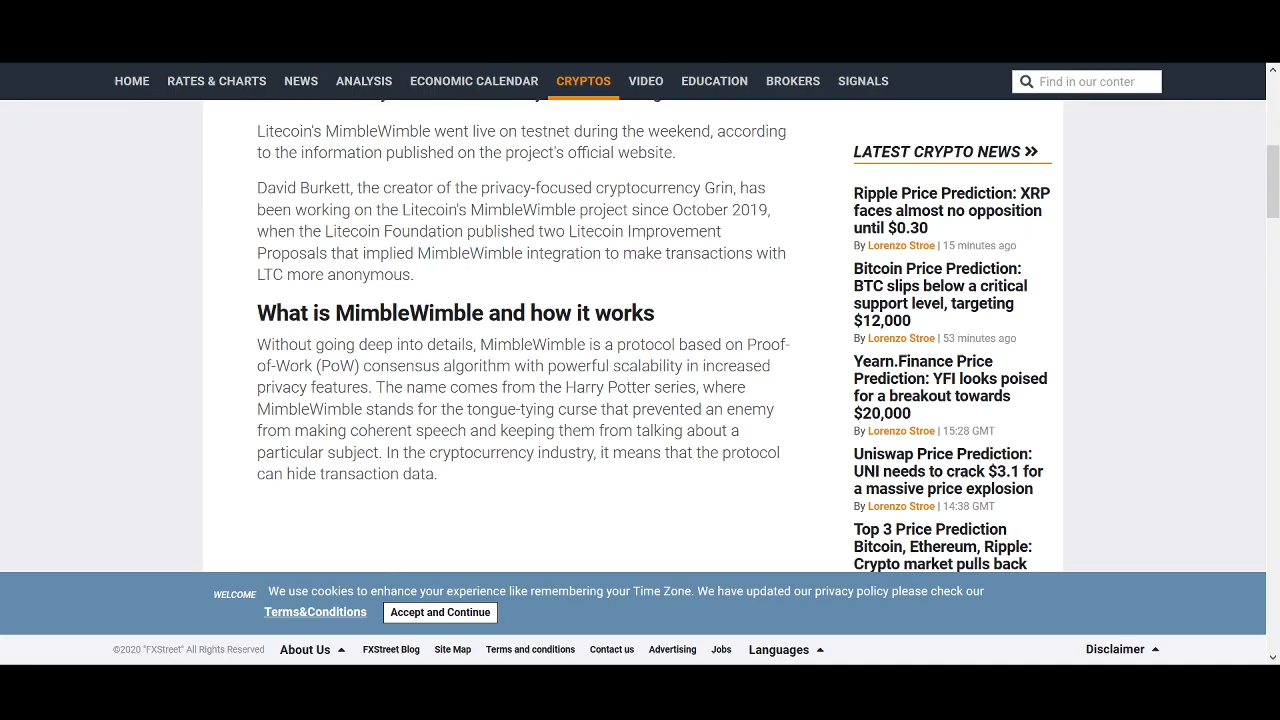 HOME RATES & CHARTS NEWS ANALYSIS ECONOMIC CALENDAR CRYPTOS VIDEO EDUCATION BROKERS SIGNALS Find in our conter
Litecoin's MimbleWimble went live on testnet during the weekend, according
to the information published on the project's official website.
David Burkett, the creator of the privacy-focused cryptocurrency Grin, has
been working on the Litecoin's MimbleWimble project since October 2019,
when the Litecoin Foundation published two Litecoin Improvement
Proposals that implied MimbleWimble integration to make transactions with
LTC more anonymous.
What is MimbleWimble and how it works
Without going deep into details, MimbleWimble is a protocol based on Proof-
of-Work (PoW) consensus algorithm with powerful scalability in increased
privacy features. The name comes from the Harry Potter series, where
MimbleWimble stands for the tongue-tying curse that prevented an enemy
from making coherent speech and keeping them from talking about a
particular subject. In the cryptocurrency industry, it means that the protocol
can hide transaction data.
LATEST CRYPTO NEWS »
Ripple Price Prediction: XRP
faces almost no opposition
until $0.30
By Lorenzo Stroe | 15 minutes ago
Bitcoin Price Prediction:
BTC slips below a critical
support level, targeting
$12,000
By Lorenzo Stroe | 53 minutes ago
Yearn.Finance Price
Prediction: YFI looks poised
for a breakout towards
$20,000
By Lorenzo Stroe | 15:28 GMT
Uniswap Price Prediction:
UNI needs to crack $3.1 for
a massive price explosion
By Lorenzo Stroe | 14:38 GMT
Top 3 Price Prediction
Bitcoin, Ethereum, Ripple:
Crypto market pulls back
WELCOME We use cookies to enhance your experience like remembering your Time Zone. We have updated our privacy policy please check our
Terms&Conditions Accept and Continue
©2020 "FXStreet" All Rights Reserved About Us FXStreet Blog Site Map Terms and conditions Contact us Advertising Jobs Languages Disclaimer